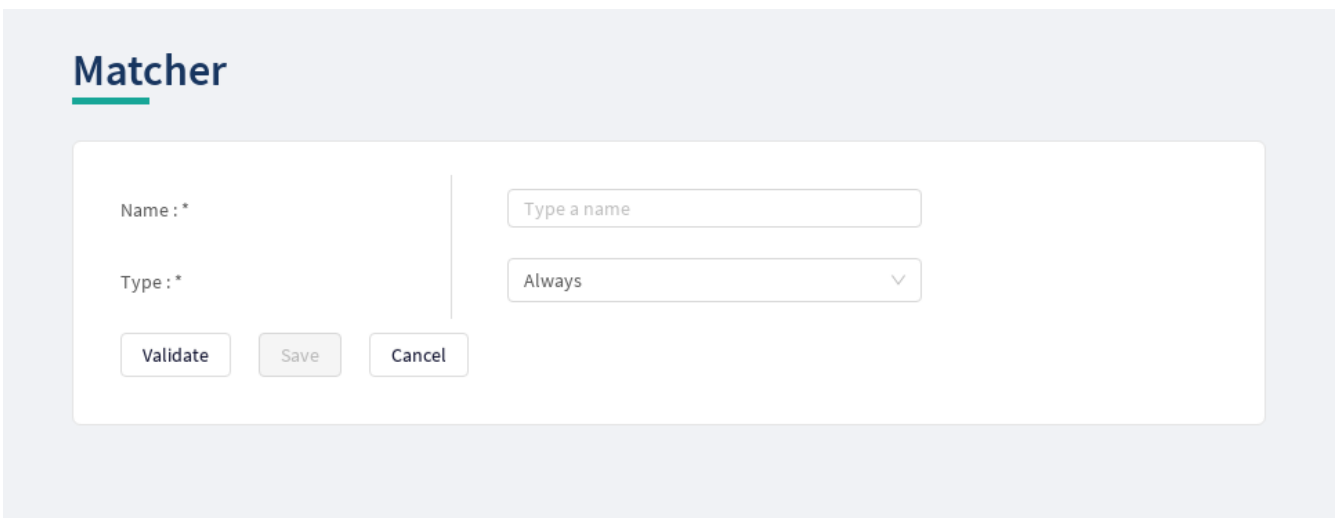 Matcher
Name : * Type a name
Type : * Always
Validate Save Cancel